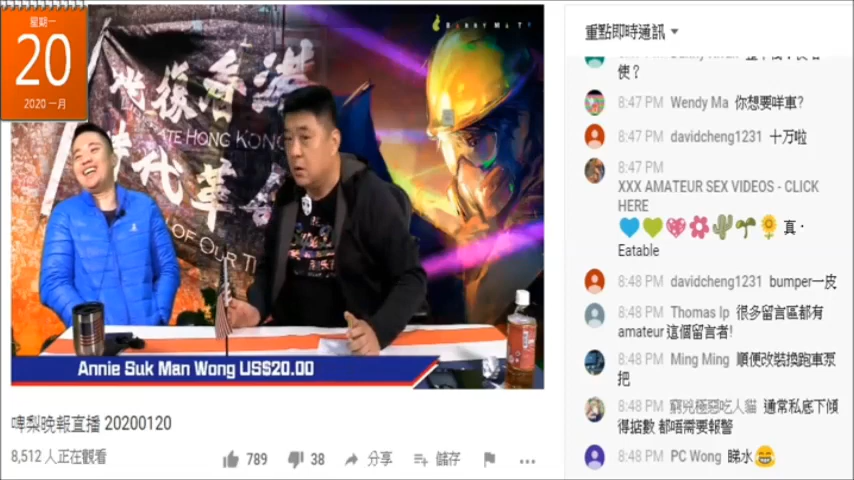 星期一
20
2020 一月
BARRY MA TV
光復香港
時代革命
ATE HONG KONG
OF OUR TI
Annie Suk Man Wong US$20.00
啤梨晚報直播 20200120
8,512 人正在觀看
789
38
分享
儲存
重點即時通訊
使？
8:47 PM Wendy Ma 你想要咩車?
8:47 PM davidcheng1231 十万啦
8:47 PM
XXX AMATEUR SEX VIDEOS - CLICK
HERE
真·
Eatable
8:48 PM davidcheng1231 bumper一皮
8:48 PM Thomas Ip 很多留言區都有
amateur 這個留言者!
8:48 PM Ming Ming 順便改裝換跑車泵
把
8:48 PM 窮兇極惡吃人貓 通常私底下傾
得掂數 都唔需要報警
8:48 PM PC Wong 睇水😂